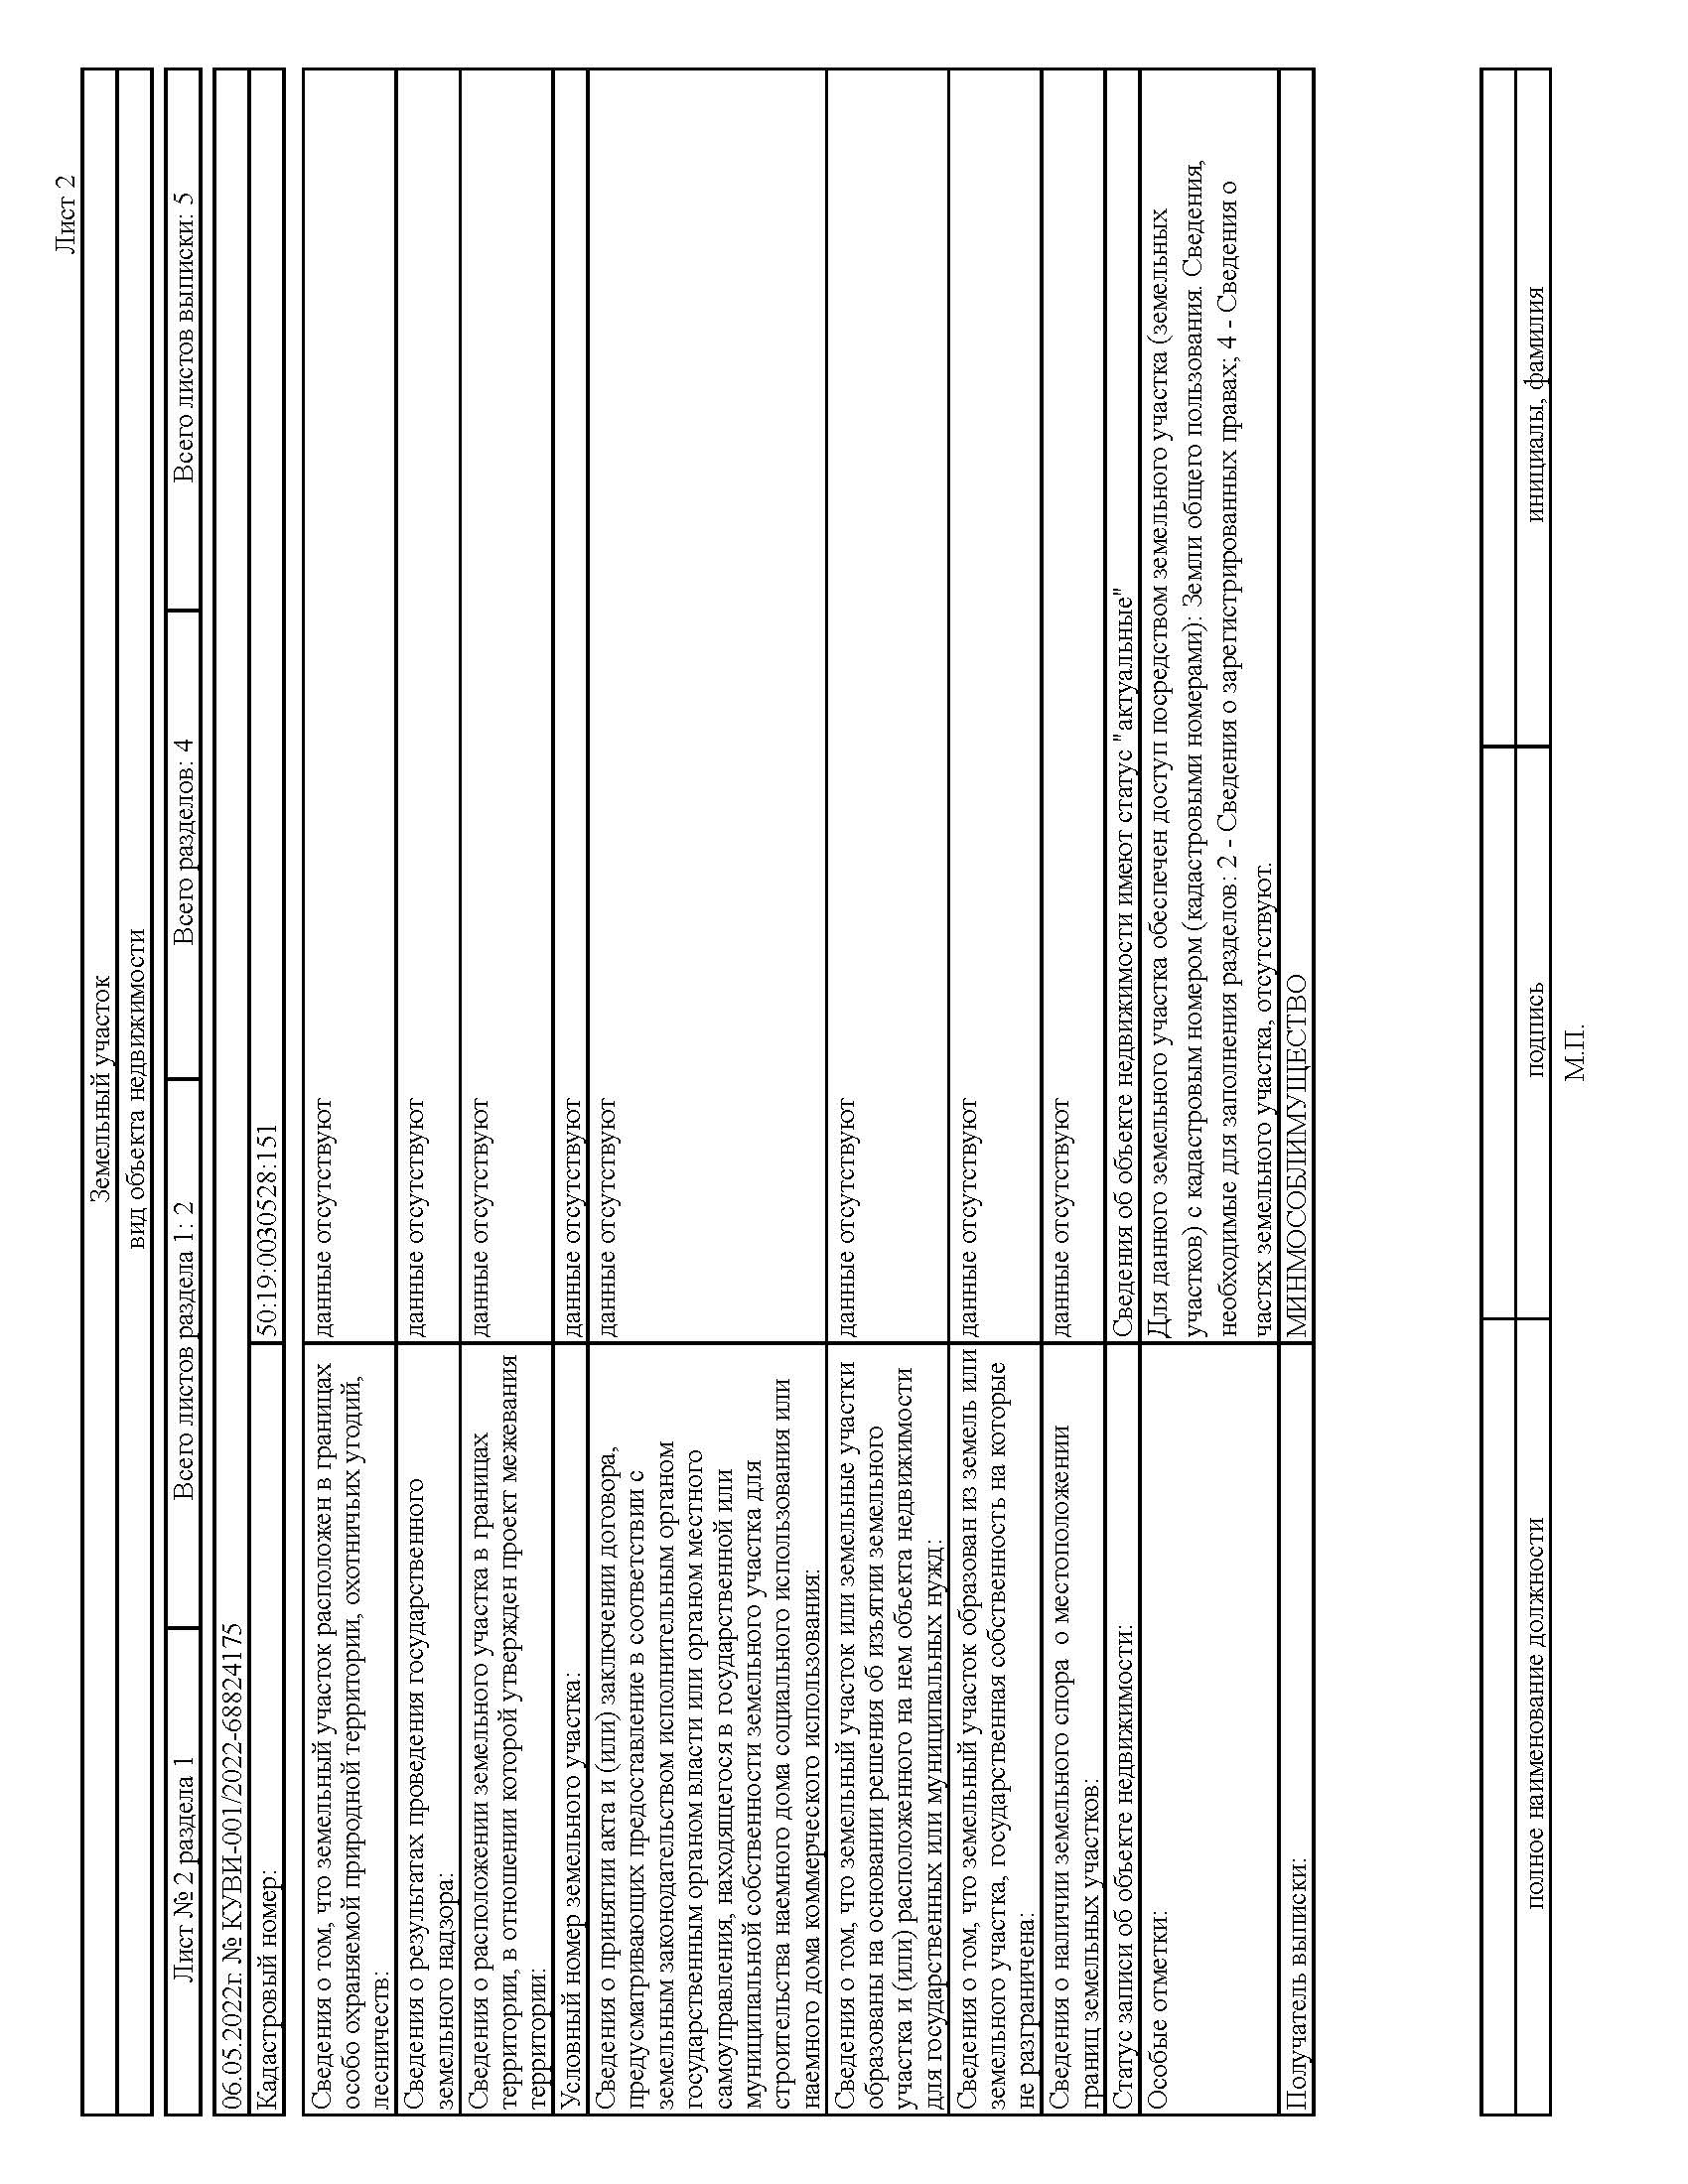 Лист 2
Земельный участок
вид объекта недвижимости
Лист № 2 раздела 1
Всего листов раздела 1: 2
Всего разделов: 4
Всего листов выписки: 5
06.05.2022г. № КУВИ-001/2022-68824175
Кадастровый номер:
50:19:0030528:151
Сведения о том, что земельный участок расположен в границах
особо охраняемой природной территории, охотничьих угодий,
лесничеств:
данные отсутствуют
Сведения о результатах проведения государственного
земельного надзора:
данные отсутствуют
Сведения о расположении земельного участка в границах
территории, в отношении которой утвержден проект межевания
территории:
данные отсутствуют
Условный номер земельного участка:
данные отсутствуют
Сведения о принятии акта и (или) заключении договора,
предусматривающих предоставление в соответствии с
земельным законодательством исполнительным органом
государственным органом власти или органом местного
самоуправления, находящегося в государственной или
муниципальной собственности земельного участка для
строительства наемного дома социального использования или
наемного дома коммерческого использования:
данные отсутствуют
Сведения о том, что земельный участок или земельные участки
образованы на основании решения об изъятии земельного
участка и (или) расположенного на нем объекта недвижимости
для государственных или муниципальных нужд:
данные отсутствуют
Сведения о том, что земельный участок образован из земель или
земельного участка, государственная собственность на которые
не разграничена:
данные отсутствуют
Сведения о наличии земельного спора о местоположении
границ земельных участков:
данные отсутствуют
Статус записи об объекте недвижимости:
Сведения об объекте недвижимости имеют статус "актуальные"
Особые отметки:
Для данного земельного участка обеспечен доступ посредством земельного участка (земельных
участков) с кадастровым номером (кадастровыми номерами): Земли общего пользования. Сведения,
необходимые для заполнения разделов: 2 - Сведения о зарегистрированных правах; 4 - Сведения о
частях земельного участка, отсутствуют.
Получатель выписки:
МИНМОСОБЛИМУЩЕСТВО
полное наименование должности
подпись
инициалы, фамилия
М.П.